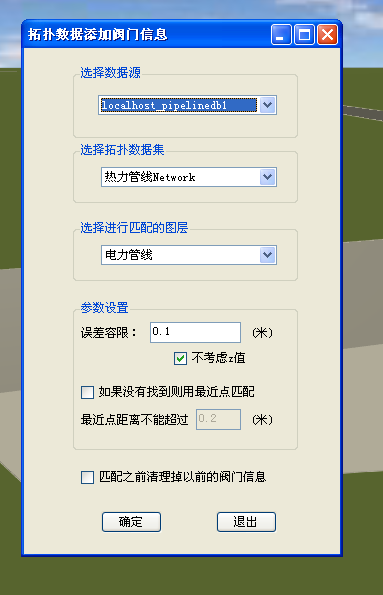 拓扑数据添加阀门信息
选择数据源
localhost_pipelinedb1
选择拓扑数据集
热力管线Network
选择进行匹配的图层
电力管线
参数设置
误差容限： 0.1 (米)
不考虑z值
如果没有找到则用最近点匹配
最近点距离不能超过 0.2 (米)
匹配之前清理掉以前的阀门信息
确定 退出